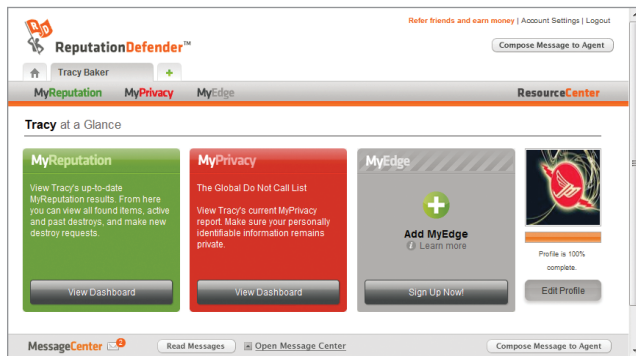 Refer friends and earn money | Account Settings | Logout
ReputationDefender™
Compose Message to Agent
Tracy Baker
MyReputation MyPrivacy MyEdge ResourceCenter
Tracy at a Glance
MyReputation
View Tracy's up-to-date
MyReputation results. From here
you can view all found items, active
and past destroys, and make new
destroy requests.
View Dashboard
MyPrivacy
The Global Do Not Call List
View Tracy's current MyPrivacy
report. Make sure your personally
identifiable information remains
private.
View Dashboard
MyEdge
Add MyEdge
Learn more
Sign Up Now!
Profile is 100%
complete.
Edit Profile
MessageCenter 2 Read Messages Open Message Center Compose Message to Agent